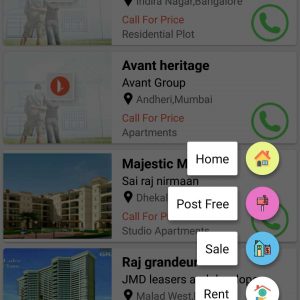 Indira Nagar,Bangalore
Call For Price
Residential Plot
Avant heritage
Avant Group
Andheri,Mumbai
Call For Price
Apartments
Home
Majestic M
Sai raj nirmaan
Post Free
Dhekal
Call For P
Studio Apartments
Sale
Raj grandeur
JMD leasers and
Rent
Malad West,